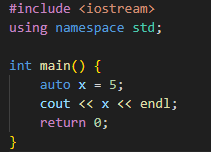 #include <iostream>
using namespace std;

int main() {
    auto x = 5;
    cout << x << endl;
    return 0;
}